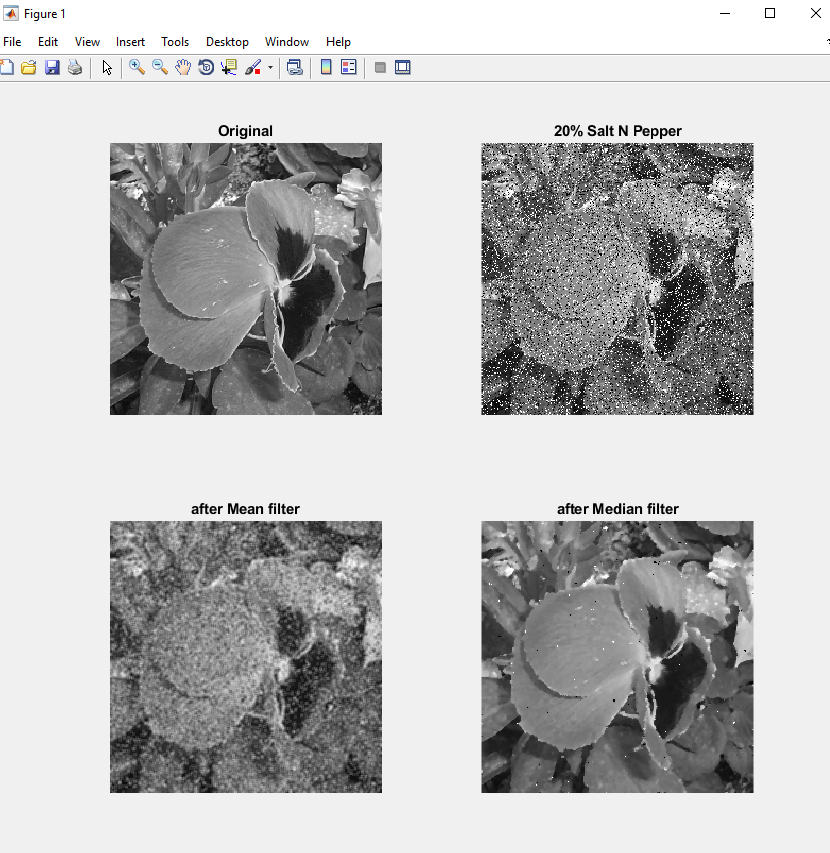 Figure 1
File Edit View Insert Tools Desktop Window Help
Original
20% Salt N Pepper
after Mean filter
after Median filter